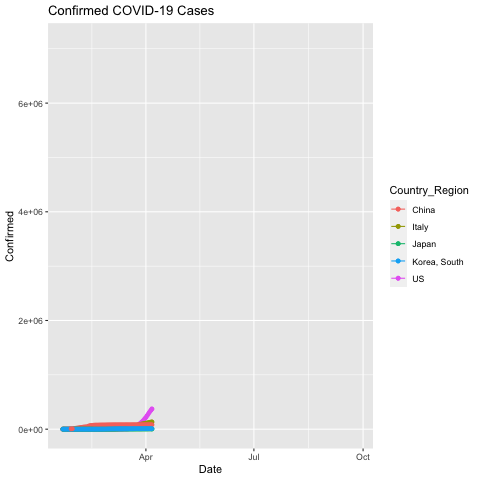 Confirmed COVID-19 Cases
6e+06
4e+06
2e+06
0e+00
Confirmed
Apr
Jul
Oct
Date
Country_Region
China
Italy
Japan
Korea, South
US